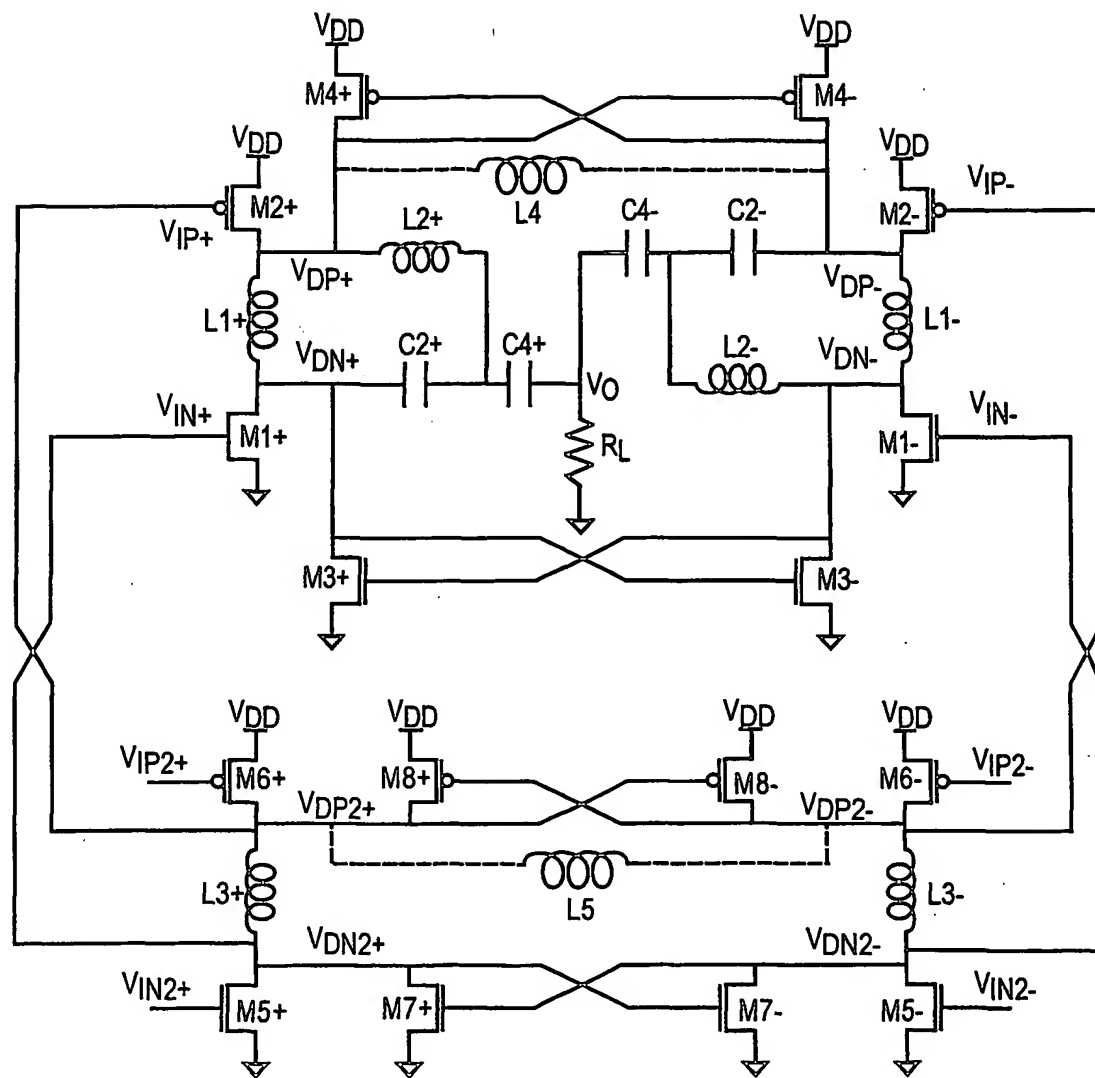 VDD VDD
M4+ M4-
VDD VDD
M2+ L4 M2-
VIP+ VIP-
L2+ C4- C2-
VDP+ VDP-
L1+ L1-
VDN+ C2+ C4+ L2- VDN-
VO
VIN+ VIN-
M1+ RL M1-
M3+ M3-
VDD VDD VDD VDD
VIP2+ M6+ M8+ M8- M6- VIP2-
VDP2+ VDP2-
L3+ L5 L3-
VDN2+ VDN2-
VIN2+ VIN2-
M5+ M7+ M7- M5-